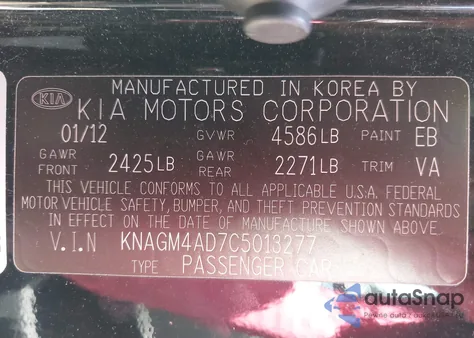 MANUFACTURED IN KOREA BY
KIA KIA MOTORS CORPORATION
01/12 GVWR 4586LB PAINT EB
GAWR FRONT 2425LB GAWR REAR 2271LB TRIM VA
THIS VEHICLE CONFORMS TO ALL APPLICABLE U.S.A. FEDERAL
MOTOR VEHICLE SAFETY, BUMPER, AND THEFT PREVENTION STANDARDS
IN EFFECT ON THE DATE OF MANUFACTURE SHOWN ABOVE.
V.I.N KNAGM4AD7C5013277
TYPE PASSENGER CAR
autoSnap
Pewne auta z